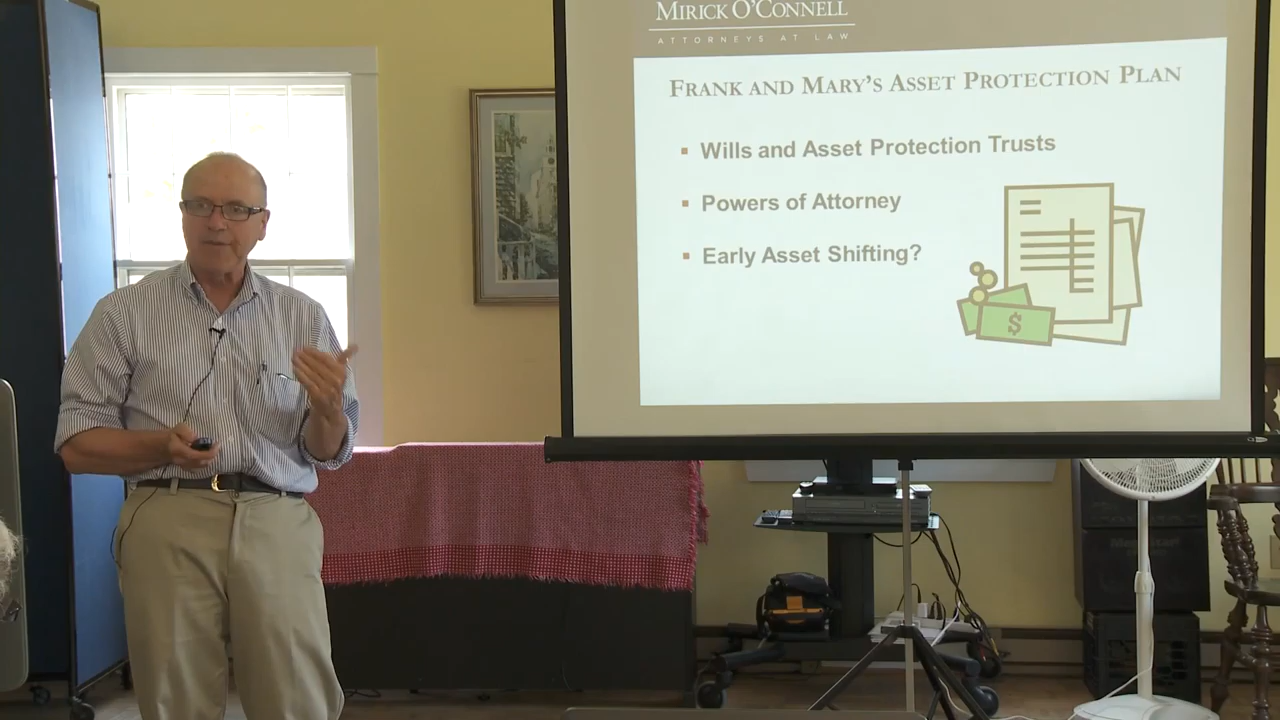 MIRICK O'CONNELL
ATTORNEYS AT LAW
FRANK AND MARY'S ASSET PROTECTION PLAN
▪ Wills and Asset Protection Trusts
▪ Powers of Attorney
▪ Early Asset Shifting?
$